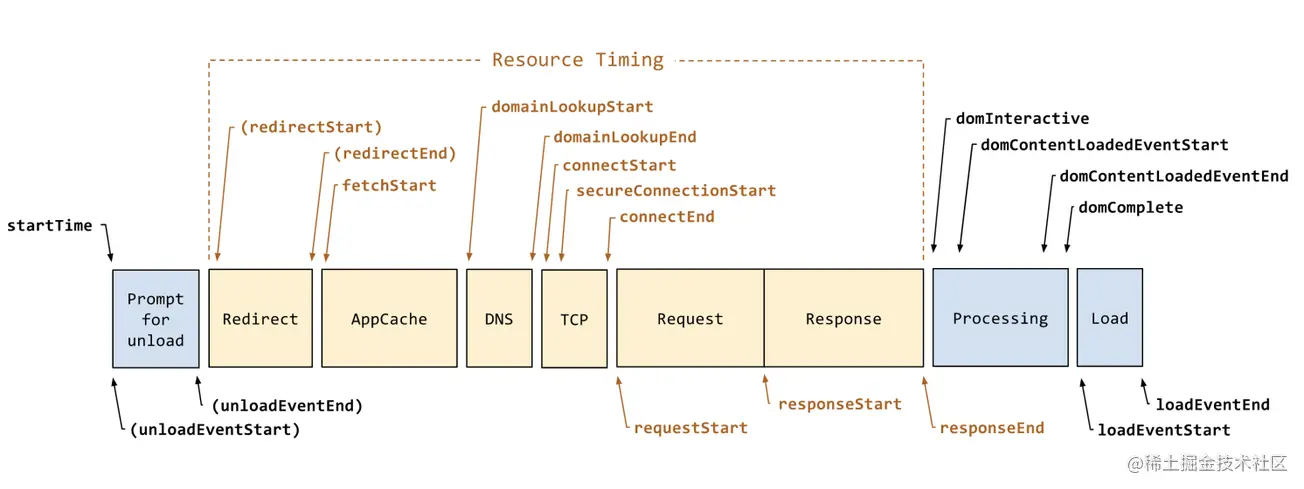 Resource Timing
domainLookupStart
domInteractive
(redirectStart)
domainLookupEnd
domContentLoadedEventStart
(redirectEnd)
connectStart
domContentLoadedEventEnd
fetchStart
secureConnectionStart
domComplete
connectEnd
startTime
Prompt
for
unload
Redirect
AppCache
DNS
TCP
Request
Response
Processing
Load
(unloadEventEnd)
responseStart
loadEventEnd
(unloadEventStart)
requestStart
responseEnd
loadEventStart
@稀土掘金技术社区